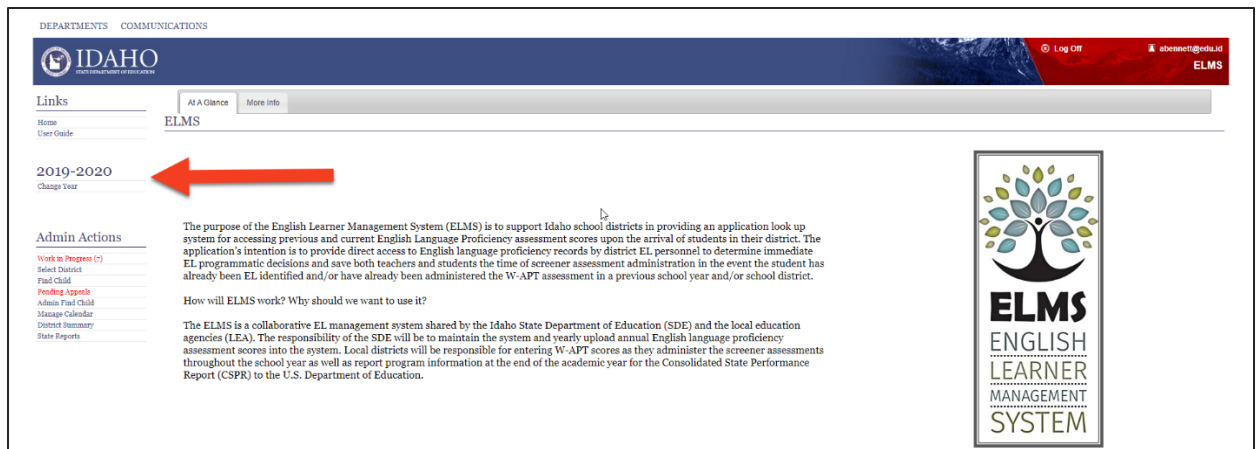 DEPARTMENTS COMMUNICATIONS
IDAHO
STATE DEPARTMENT OF EDUCATION
Log Off
abennett@edu.id
ELMS
Links
Home
User Guide
At A Glance
More Info
ELMS
2019-2020
Change Year
Admin Actions
Work in Progress (7)
Select District
Find Child
Pending Appeals
Admin Find Child
Manage Calendar
District Summary
State Reports
The purpose of the English Learner Management System (ELMS) is to support Idaho school districts in providing an application look up
system for accessing previous and current English Language Proficiency assessment scores upon the arrival of students in their district. The
application's intention is to provide direct access to English language proficiency records by district EL personnel to determine immediate
EL programmatic decisions and save both teachers and students the time of screener assessment administration in the event the student has
already been EL identified and/or have already been administered the W-APT assessment in a previous school year and/or school district.
How will ELMS work? Why should we want to use it?
The ELMS is a collaborative EL management system shared by the Idaho State Department of Education (SDE) and the local education
agencies (LEA). The responsibility of the SDE will be to maintain the system and yearly upload annual English language proficiency
assessment scores into the system. Local districts will be responsible for entering W-APT scores as they administer the screener assessments
throughout the school year as well as report program information at the end of the academic year for the Consolidated State Performance
Report (CSPR) to the U.S. Department of Education.
ELMS
ENGLISH
LEARNER
MANAGEMENT
SYSTEM